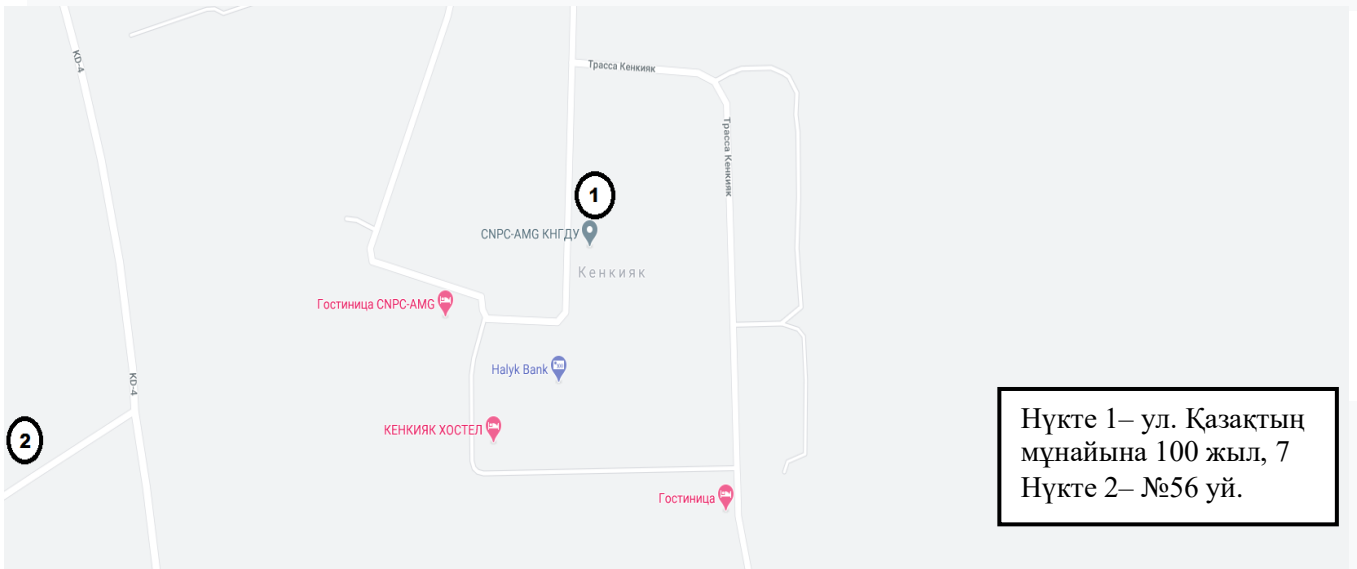 KD-4
Трасса Кенкияк
Трасса Кенкияк
1
CNPC-AMG КНГДУ
Кенкияк
Гостиница CNPC-AMG
Halyk Bank
KD-4
КЕНКИЯК ХОСТЕЛ
2
Гостиница
Нүкте 1– ул. Қазақтың
мұнайына 100 жыл, 7
Нүкте 2– №56 уй.